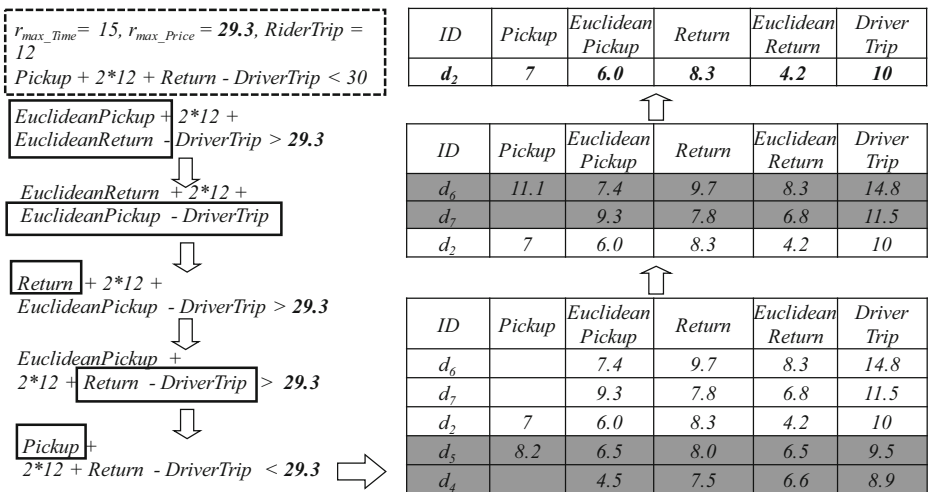 r_max_Time = 15, r_max_Price = 29.3, RiderTrip =
12
Pickup + 2*12 + Return - DriverTrip < 30
EuclideanPickup + 2*12 +
EuclideanReturn - DriverTrip > 29.3
EuclideanReturn + 2*12 +
EuclideanPickup - DriverTrip
Return + 2*12 +
EuclideanPickup - DriverTrip > 29.3
EuclideanPickup +
2*12 + Return - DriverTrip > 29.3
Pickup +
2*12 + Return - DriverTrip < 29.3
ID Pickup Euclidean Pickup Return Euclidean Return Driver Trip
d2 7 6.0 8.3 4.2 10
ID Pickup Euclidean Pickup Return Euclidean Return Driver Trip
d6 11.1 7.4 9.7 8.3 14.8
d7 9.3 7.8 6.8 11.5
d2 7 6.0 8.3 4.2 10
ID Pickup Euclidean Pickup Return Euclidean Return Driver Trip
d6 7.4 9.7 8.3 14.8
d7 9.3 7.8 6.8 11.5
d2 7 6.0 8.3 4.2 10
d5 8.2 6.5 8.0 6.5 9.5
d4 4.5 7.5 6.6 8.9